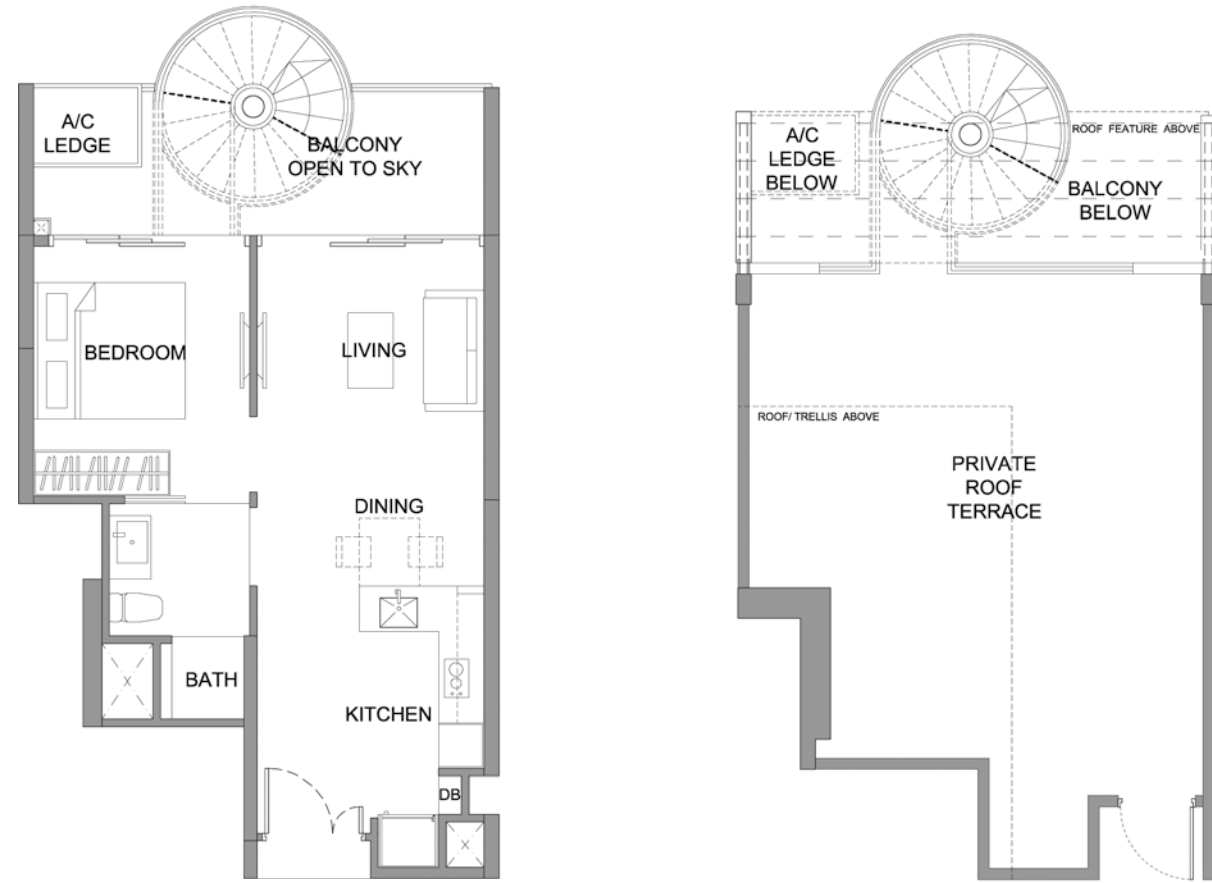 A/C
LEDGE
BALCONY
OPEN TO SKY
BEDROOM
LIVING
DINING
BATH
KITCHEN
DB
A/C
LEDGE
BELOW
ROOF FEATURE ABOVE
BALCONY
BELOW
ROOF/ TRELLIS ABOVE
PRIVATE
ROOF
TERRACE